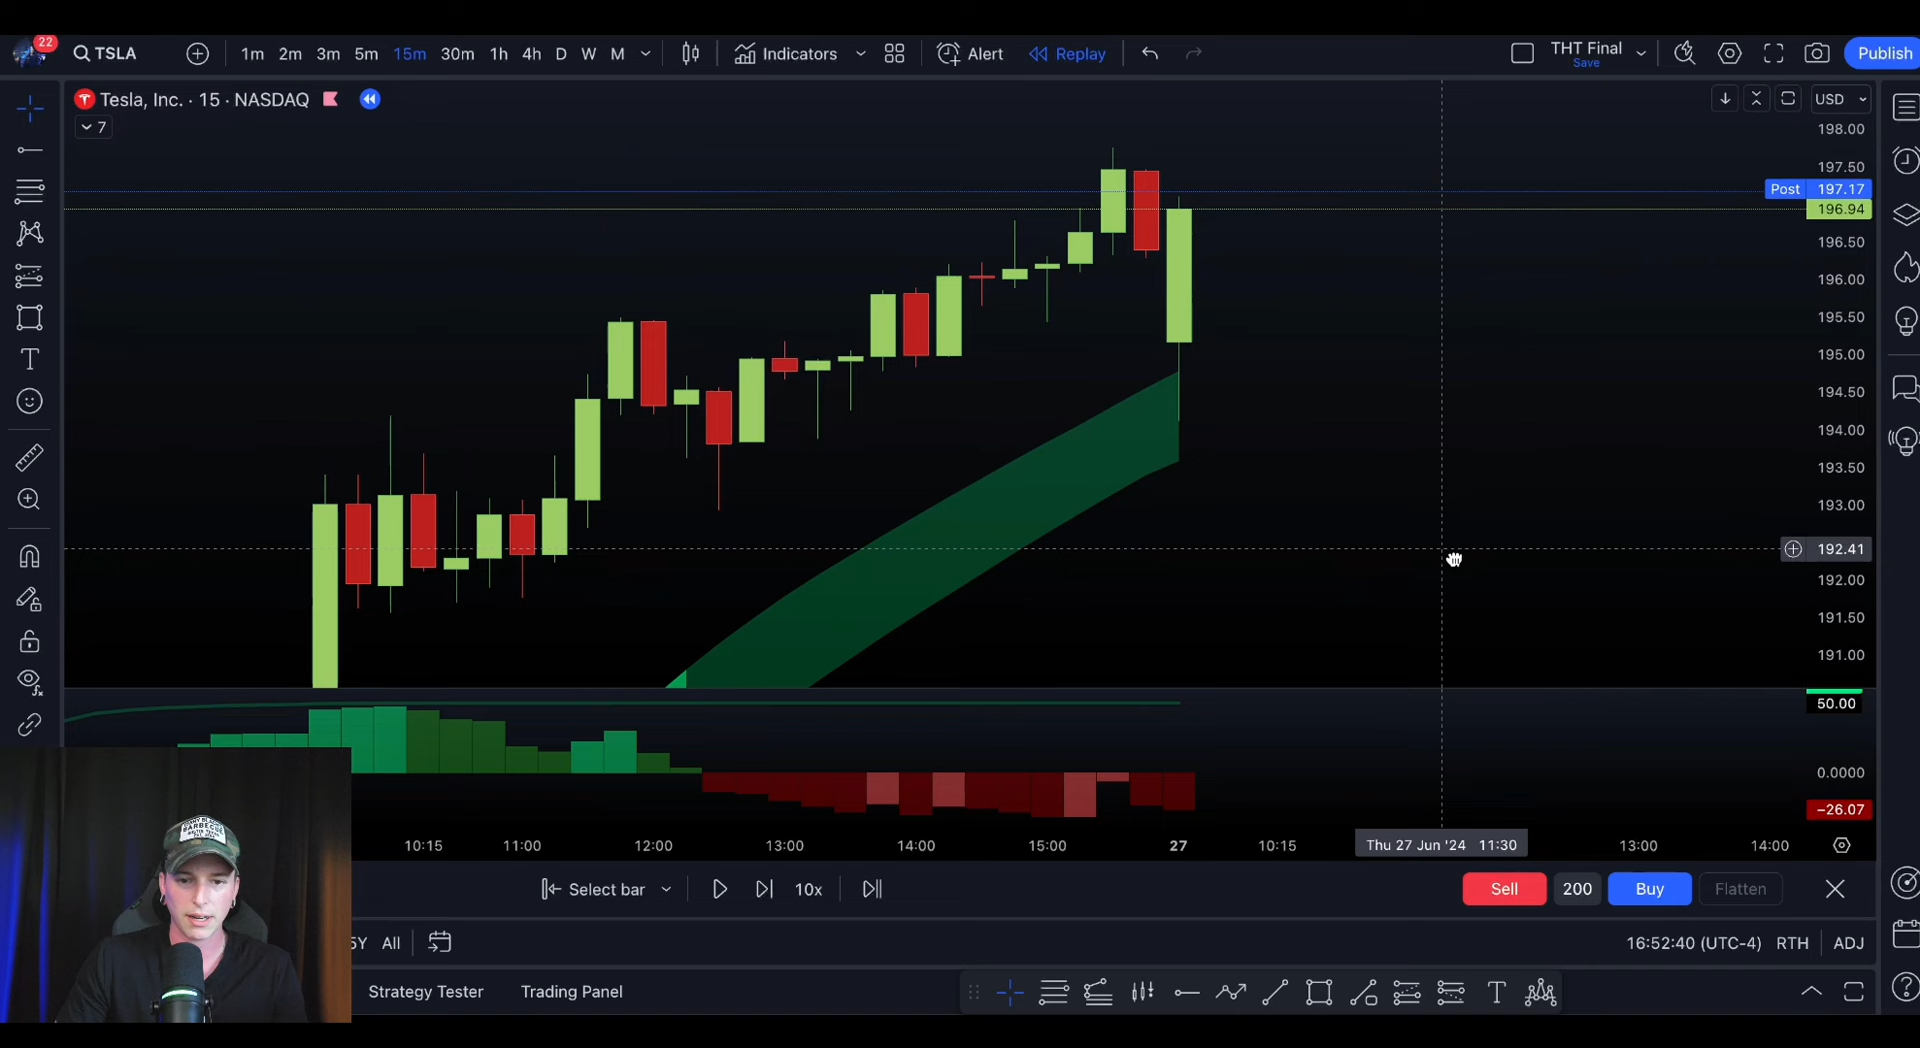 22
TSLA
1m 2m 3m 5m 15m 30m 1h 4h D W M
Indicators
Alert
Replay
THT Final
Save
Publish
Tesla, Inc. · 15 · NASDAQ
USD
7
198.00
197.50
Post 197.17
196.94
196.50
196.00
195.50
195.00
194.50
194.00
193.50
193.00
192.41
192.00
191.50
191.00
50.00
0.0000
−26.07
10:15 11:00 12:00 13:00 14:00 15:00 27 10:15 Thu 27 Jun '24 11:30 13:00 14:00
Select bar
10x
Sell 200 Buy Flatten
5Y All
16:52:40 (UTC-4) RTH ADJ
Strategy Tester Trading Panel
BARBECUE